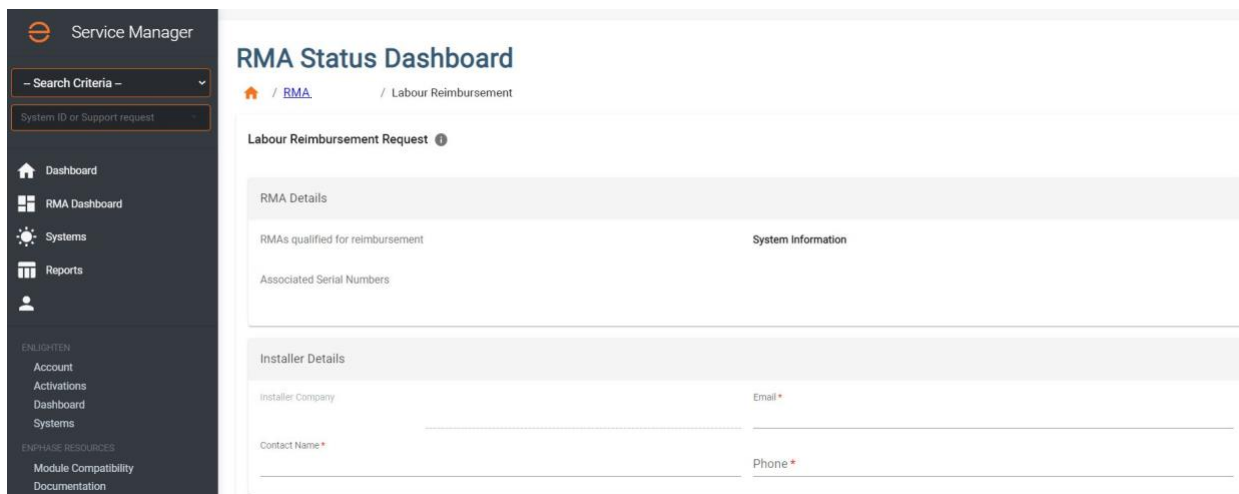 Service Manager
-- Search Criteria --
System ID or Support request
Dashboard
RMA Dashboard
Systems
Reports
ENLIGHTEN
Account
Activations
Dashboard
Systems
ENPHASE RESOURCES
Module Compatibility
Documentation
RMA Status Dashboard
/ RMA / Labour Reimbursement
Labour Reimbursement Request
RMA Details
RMAs qualified for reimbursement
System Information
Associated Serial Numbers
Installer Details
Installer Company
Email *
Contact Name *
Phone *